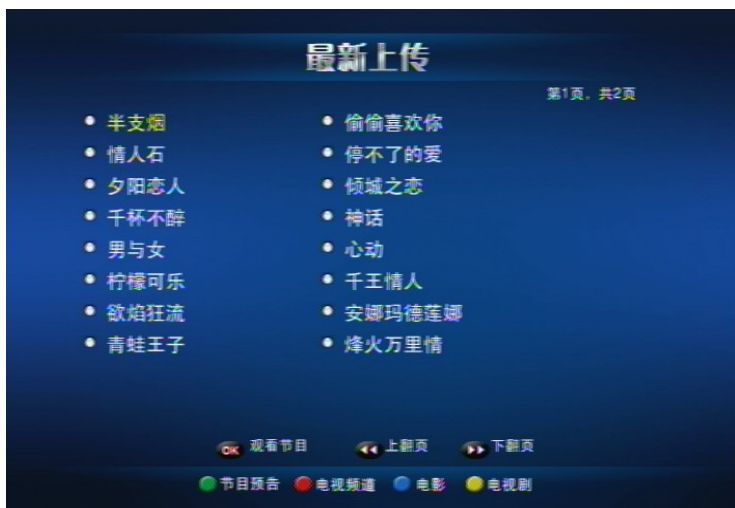 最新上传
第1页，共2页
半支烟 偷偷喜欢你
情人石 停不了的爱
夕阳恋人 倾城之恋
千杯不醉 神话
男与女 心动
柠檬可乐 千王情人
欲焰狂流 安娜玛德莲娜
青蛙王子 烽火万里情
OK 观看节目 上翻页 下翻页
节目预告 电视频道 电影 电视剧